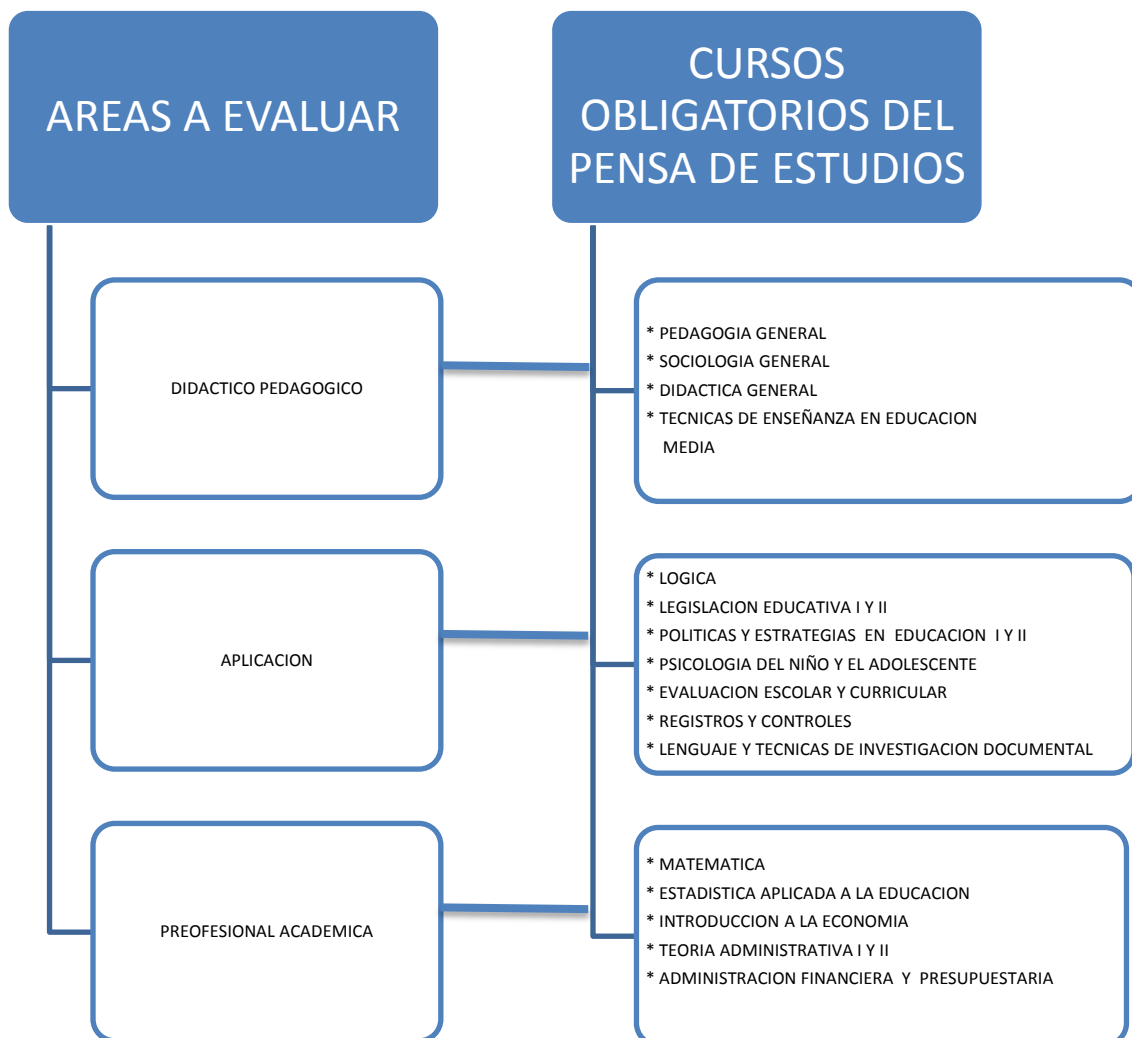 AREAS A EVALUAR
CURSOS
OBLIGATORIOS DEL
PENSA DE ESTUDIOS
DIDACTICO PEDAGOGICO
* PEDAGOGIA GENERAL
* SOCIOLOGIA GENERAL
* DIDACTICA GENERAL
* TECNICAS DE ENSEÑANZA EN EDUCACION
MEDIA
APLICACION
* LOGICA
* LEGISLACION EDUCATIVA I Y II
* POLITICAS Y ESTRATEGIAS EN EDUCACION I Y II
* PSICOLOGIA DEL NIÑO Y EL ADOLESCENTE
* EVALUACION ESCOLAR Y CURRICULAR
* REGISTROS Y CONTROLES
* LENGUAJE Y TECNICAS DE INVESTIGACION DOCUMENTAL
PREOFESIONAL ACADEMICA
* MATEMATICA
* ESTADISTICA APLICADA A LA EDUCACION
* INTRODUCCION A LA ECONOMIA
* TEORIA ADMINISTRATIVA I Y II
* ADMINISTRACION FINANCIERA Y PRESUPUESTARIA